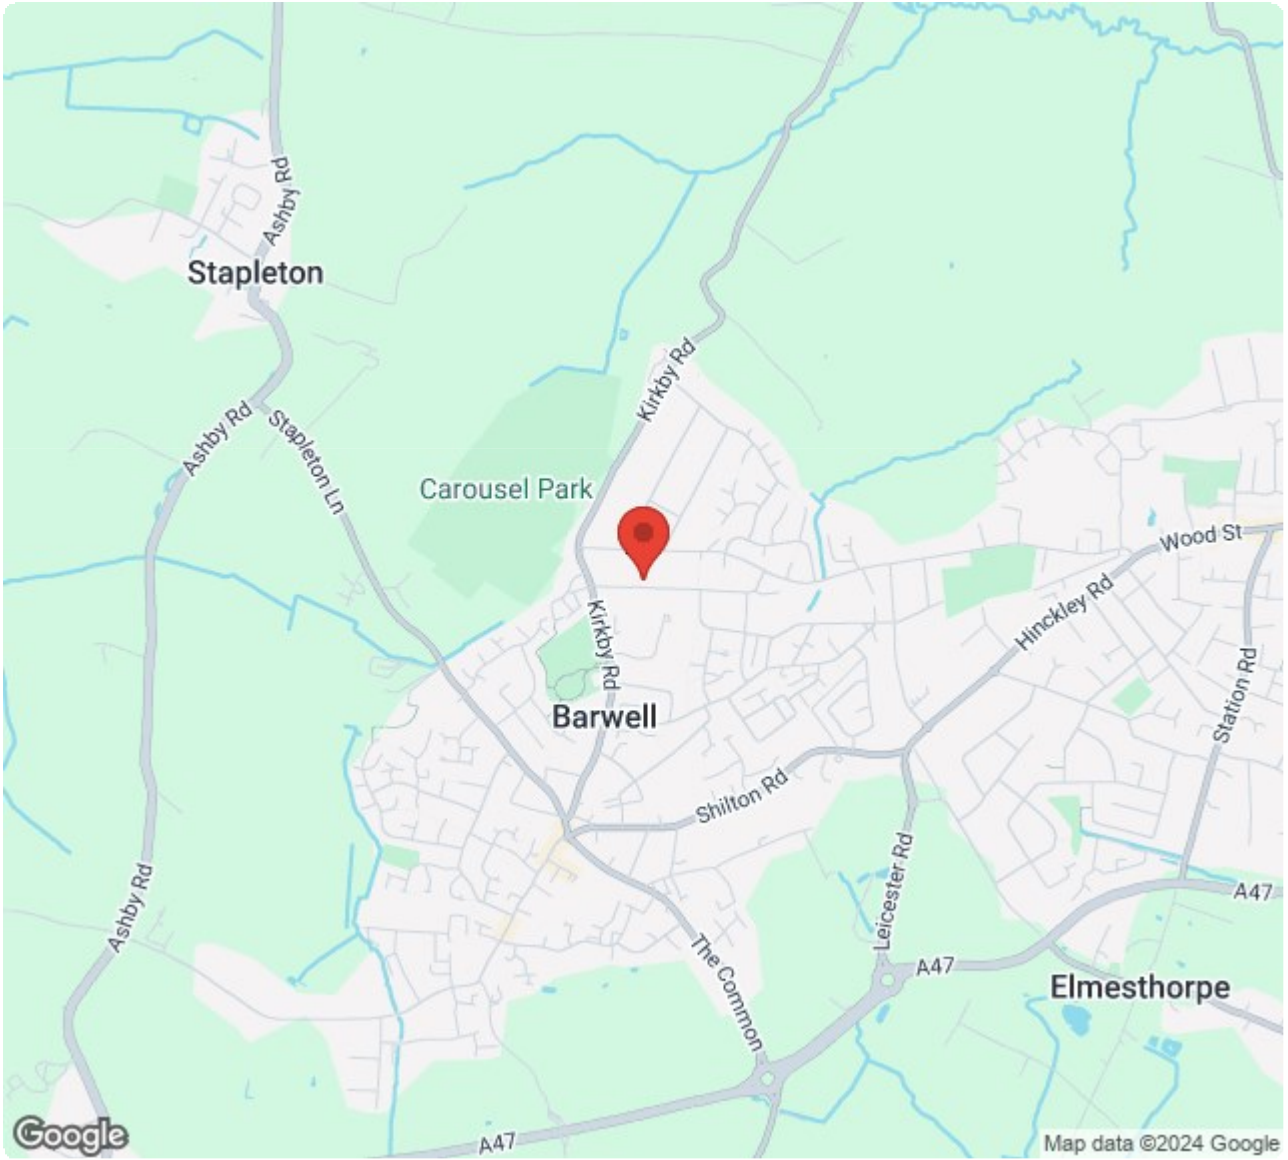 Ashby Rd
Stapleton
Kirkby Rd
Ashby Rd
Stapleton Ln
Carousel Park
Wood St
Hinckley Rd
Kirkby Rd
Station Rd
Barwell
Shilton Rd
Leicester Rd
Ashby Rd
A47
The Common
A47
Elmesthorpe
A47
Google
Map data ©2024 Google